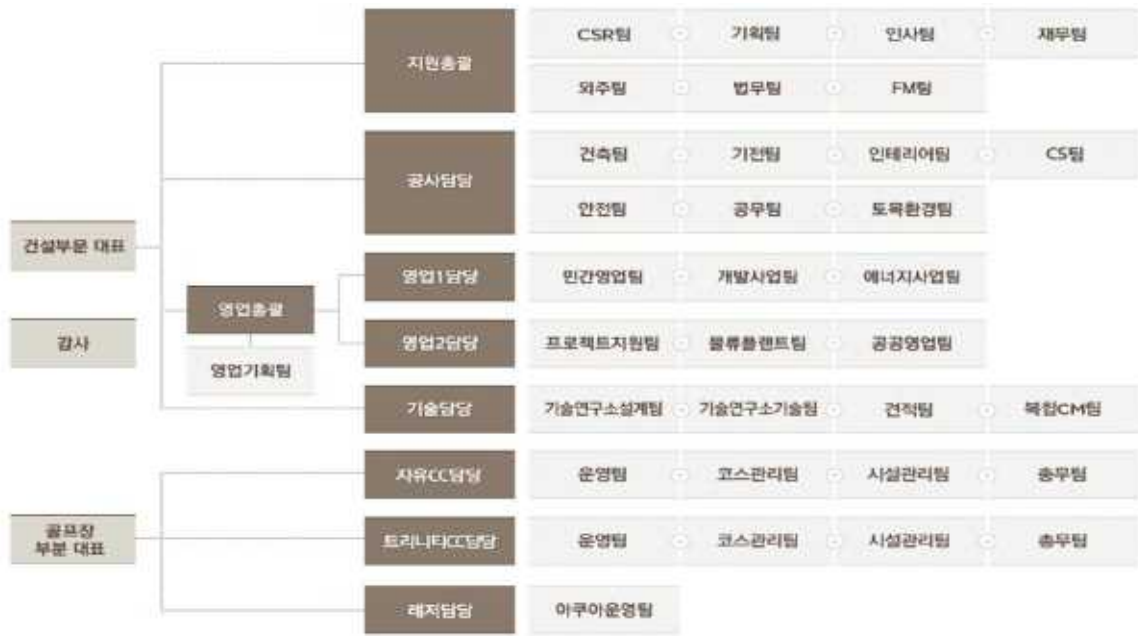 지원총괄
CSR팀 기획팀 인사팀 재무팀
외주팀 법무팀 FM팀
공사담당
건축팀 기전팀 인테리어팀 CS팀
안전팀 공무팀 토목환경팀
건설부문 대표
감사
영업총괄
영업기획팀
영업1담당
민간영업팀 개발사업팀 에너지사업팀
영업2담당
프로젝트지원팀 물류플랜트팀 공공영업팀
기술담당
기술연구소설계팀 기술연구소기술팀 견적팀 복합CM팀
골프장
부분 대표
자유CC담당
운영팀 코스관리팀 시설관리팀 총무팀
트리니티CC담당
운영팀 코스관리팀 시설관리팀 총무팀
레저담당
아쿠아운영팀